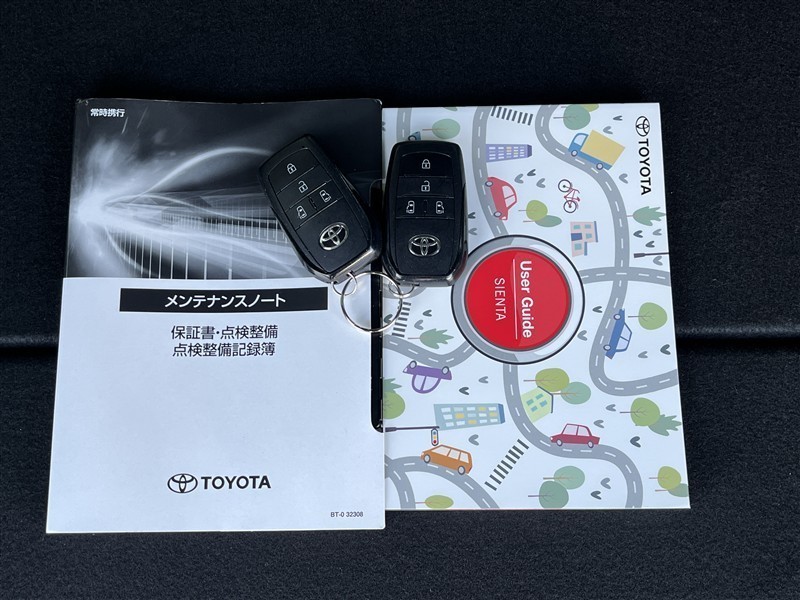 常時携行
メンテナンスノート
保証書・点検整備
点検整備記録簿
TOYOTA
BT-0 32308
TOYOTA
User Guide
SIENTA